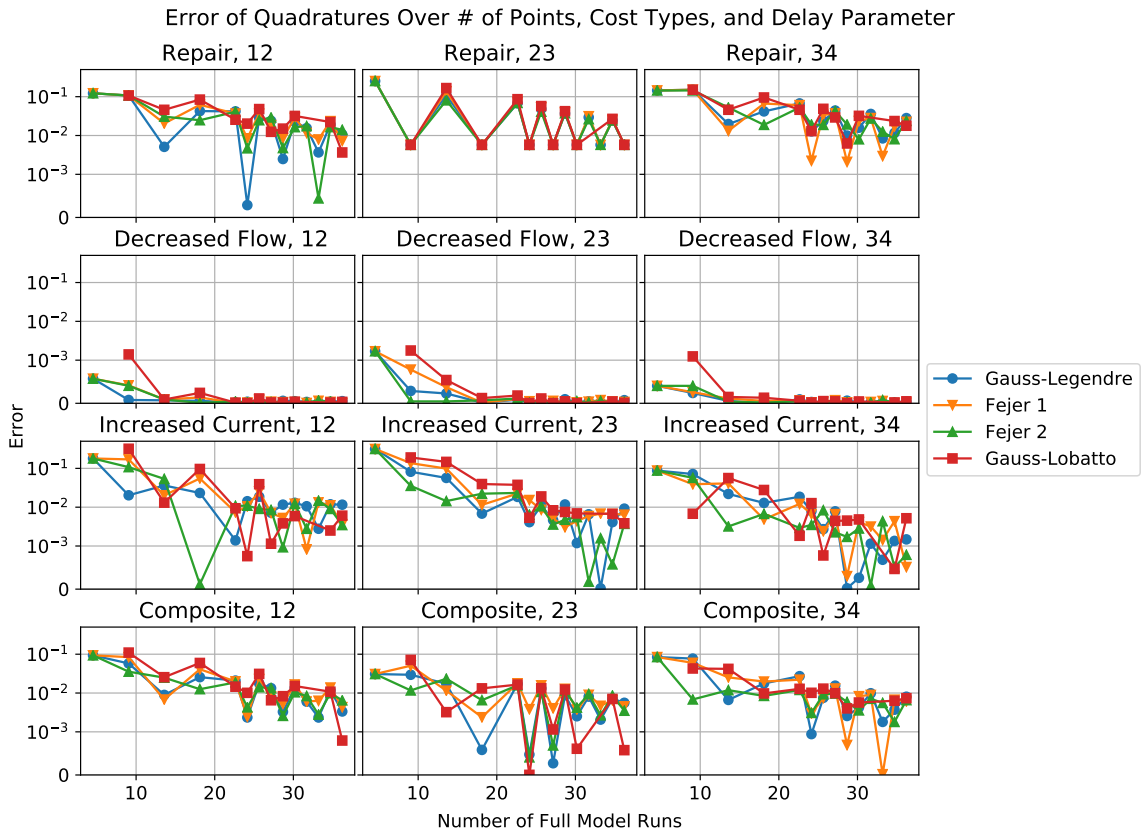 Error of Quadratures Over # of Points, Cost Types, and Delay Parameter
Repair, 12
Repair, 23
Repair, 34
10⁻¹
10⁻²
10⁻³
0
Decreased Flow, 12
Decreased Flow, 23
Decreased Flow, 34
10⁻¹
10⁻²
10⁻³
0
Error
Increased Current, 12
Increased Current, 23
Increased Current, 34
10⁻¹
10⁻²
10⁻³
0
Composite, 12
Composite, 23
Composite, 34
10⁻¹
10⁻²
10⁻³
0
10 20 30
10 20 30
10 20 30
Number of Full Model Runs
Gauss-Legendre
Fejer 1
Fejer 2
Gauss-Lobatto